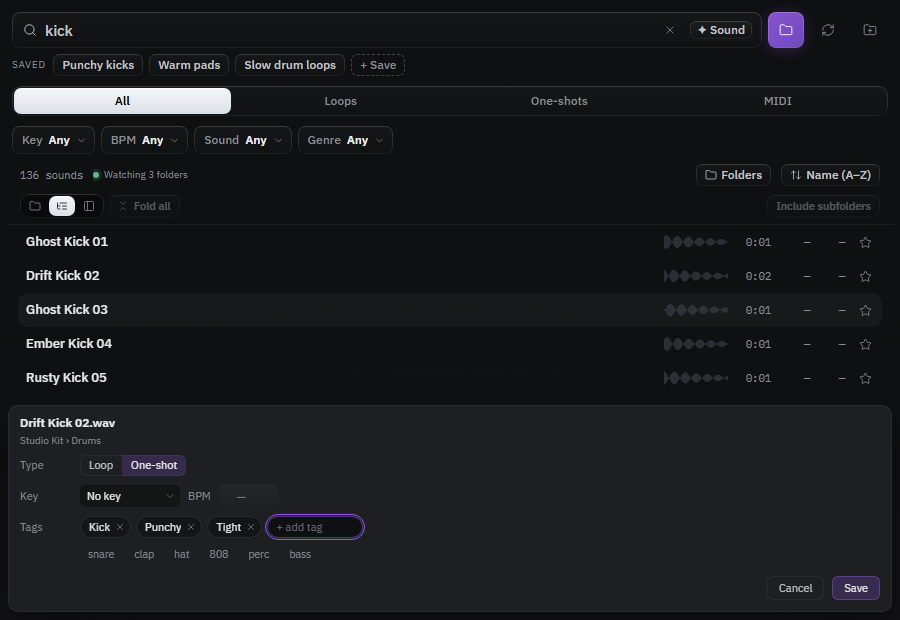 kick
✦ Sound
SAVED Punchy kicks Warm pads Slow drum loops + Save
All Loops One-shots MIDI
Key Any BPM Any Sound Any Genre Any
136 sounds Watching 3 folders Folders Name (A–Z)
Fold all Include subfolders
Ghost Kick 01 0:01 – –
Drift Kick 02 0:02 – –
Ghost Kick 03 0:01 – –
Ember Kick 04 0:01 – –
Rusty Kick 05 0:01 – –
Drift Kick 02.wav
Studio Kit › Drums
Type Loop One-shot
Key No key BPM —
Tags Kick × Punchy × Tight × + add tag
snare clap hat 808 perc bass
Cancel Save